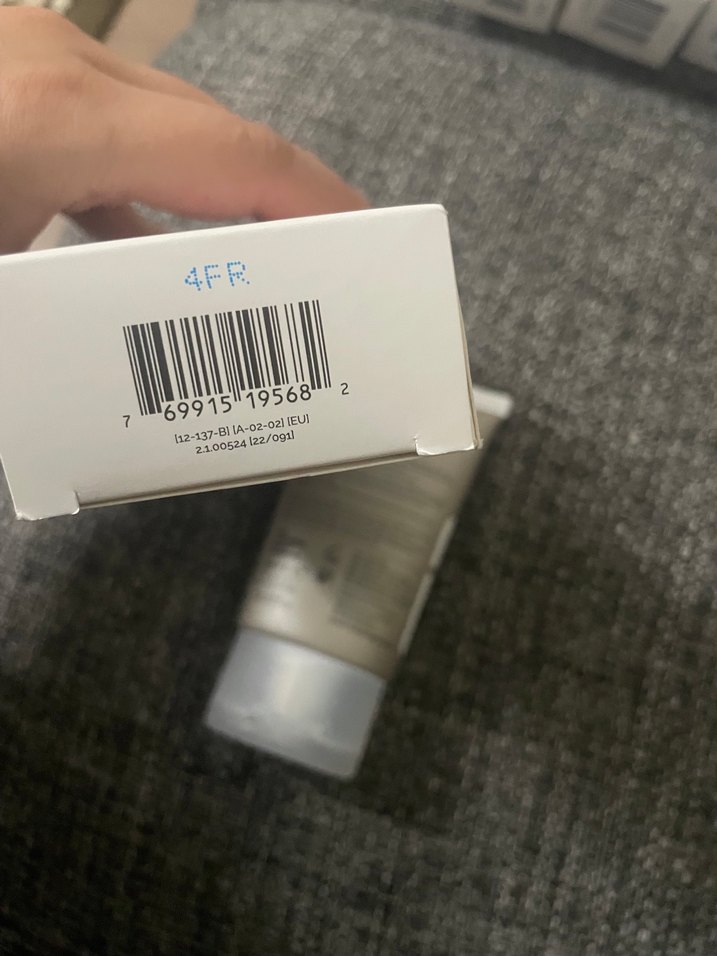 4FR
7 69915 19568 2
[12-137-B] [A-02-02] [EU]
2.1.00524 [22/091]